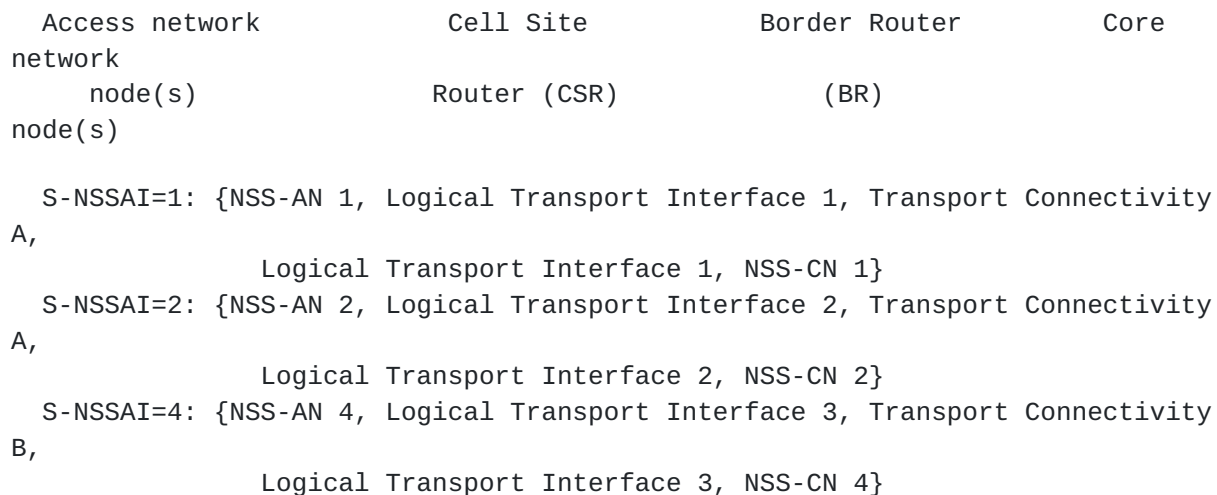 Access network Cell Site Border Router Core
network
node(s) Router (CSR) (BR)
node(s)
S-NSSAI=1: {NSS-AN 1, Logical Transport Interface 1, Transport Connectivity
A,
Logical Transport Interface 1, NSS-CN 1}
S-NSSAI=2: {NSS-AN 2, Logical Transport Interface 2, Transport Connectivity
A,
Logical Transport Interface 2, NSS-CN 2}
S-NSSAI=4: {NSS-AN 4, Logical Transport Interface 3, Transport Connectivity
B,
Logical Transport Interface 3, NSS-CN 4}